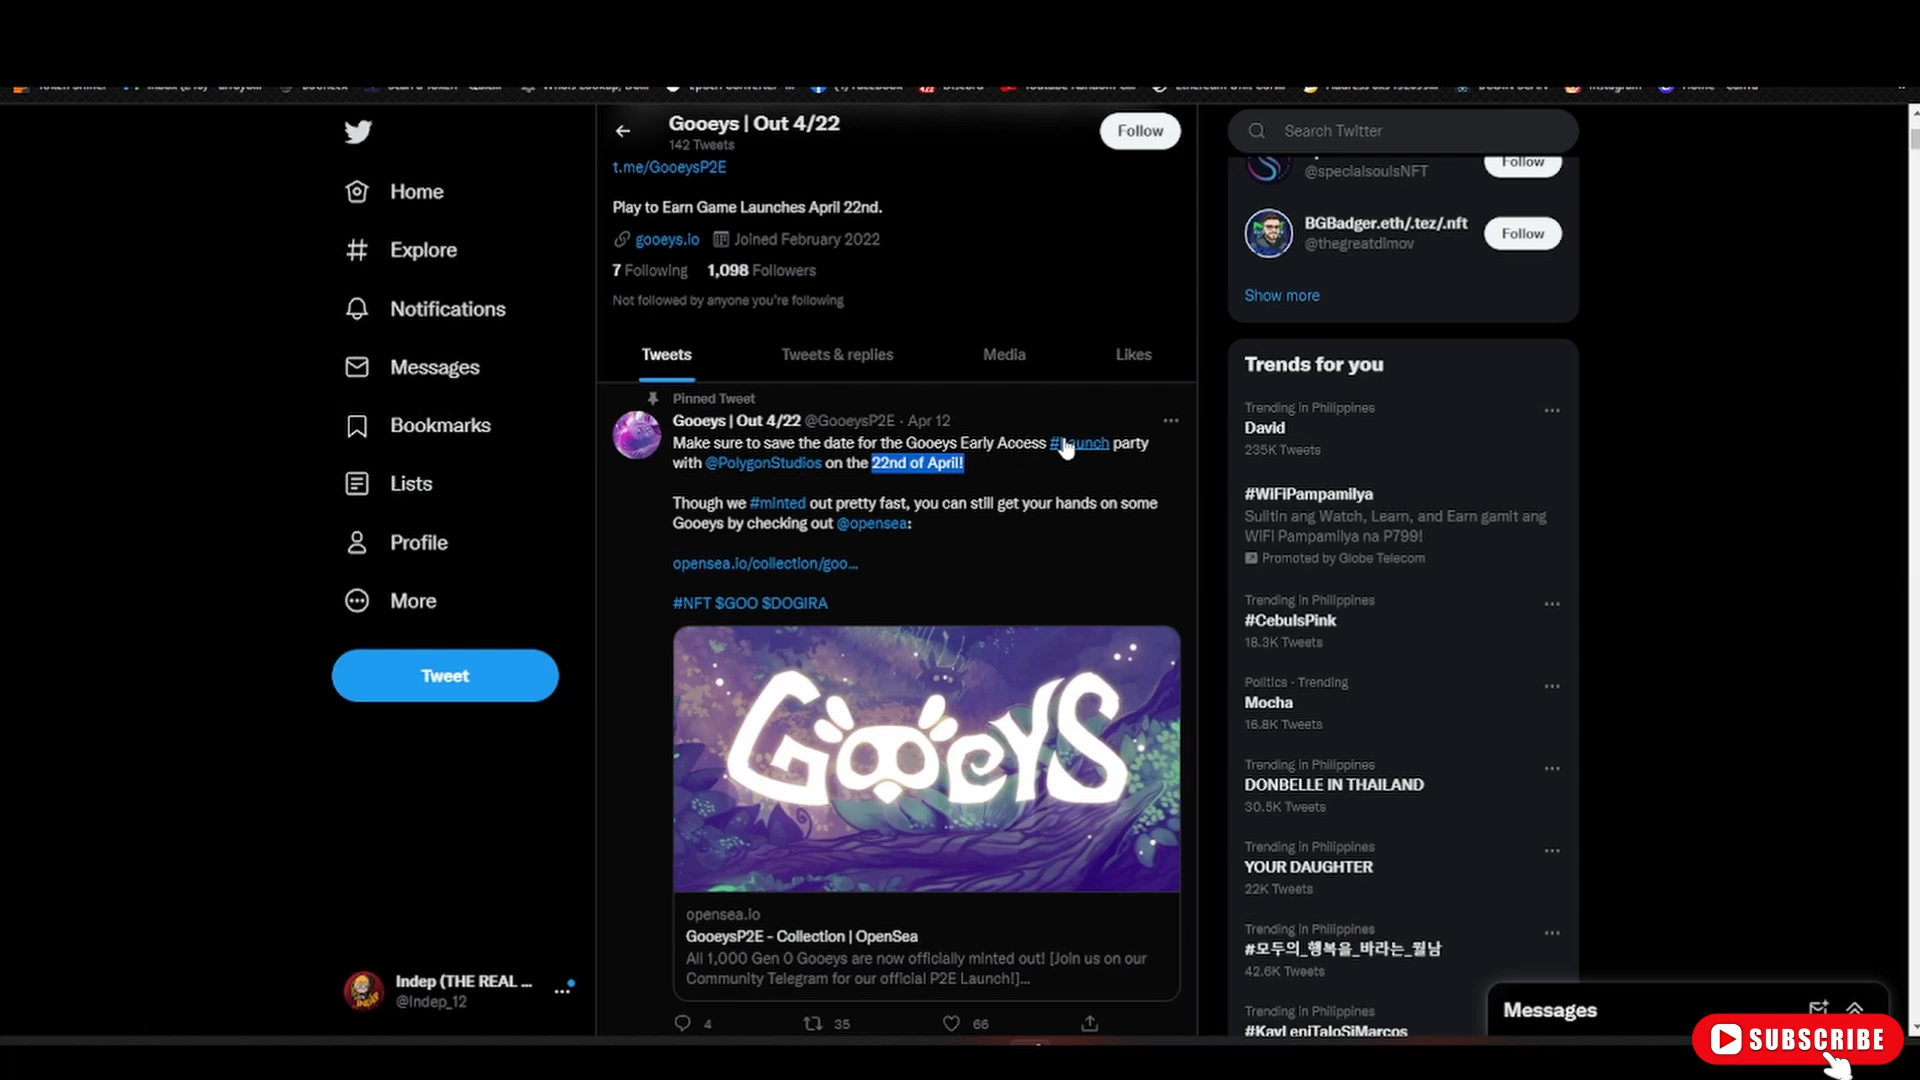 Home
Explore
Notifications
Messages
Bookmarks
Lists
Profile
More
Tweet
Indep (THE REAL ...
@Indep_12
Gooeys | Out 4/22
142 Tweets
Follow
t.me/GooeysP2E
Play to Earn Game Launches April 22nd.
gooeys.io Joined February 2022
7 Following 1,098 Followers
Not followed by anyone you're following
Tweets Tweets & replies Media Likes
Pinned Tweet
Gooeys | Out 4/22 @GooeysP2E · Apr 12
Make sure to save the date for the Gooeys Early Access #Launch party
with @PolygonStudios on the 22nd of April!
Though we #minted out pretty fast, you can still get your hands on some
Gooeys by checking out @opensea:
opensea.io/collection/goo...
#NFT $GOO $DOGIRA
GooeyS
opensea.io
GooeysP2E - Collection | OpenSea
All 1,000 Gen 0 Gooeys are now officially minted out! [Join us on our
Community Telegram for our official P2E Launch!]...
4 35 66
Search Twitter
@specialsoulsNFT
Follow
BGBadger.eth/.tez/.nft
@thegreatdimov
Follow
Show more
Trends for you
Trending in Philippines
David
235K Tweets
#WiFiPampamilya
Sulitin ang Watch, Learn, and Earn gamit ang
WiFi Pampamilya na P799!
Promoted by Globe Telecom
Trending in Philippines
#CebuIsPink
18.3K Tweets
Politics · Trending
Mocha
16.8K Tweets
Trending in Philippines
DONBELLE IN THAILAND
30.5K Tweets
Trending in Philippines
YOUR DAUGHTER
22K Tweets
Trending in Philippines
#모두의_행복을_바라는_월남
42.6K Tweets
Trending in Philippines
#KayLeniTaloSiMarcos
Messages
SUBSCRIBE